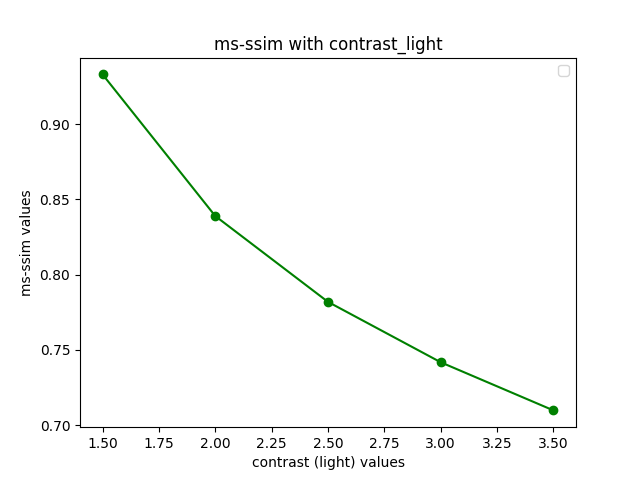 ms-ssim with contrast_light
0.90
0.85
0.80
0.75
0.70
ms-ssim values
1.50 1.75 2.00 2.25 2.50 2.75 3.00 3.25 3.50
contrast (light) values